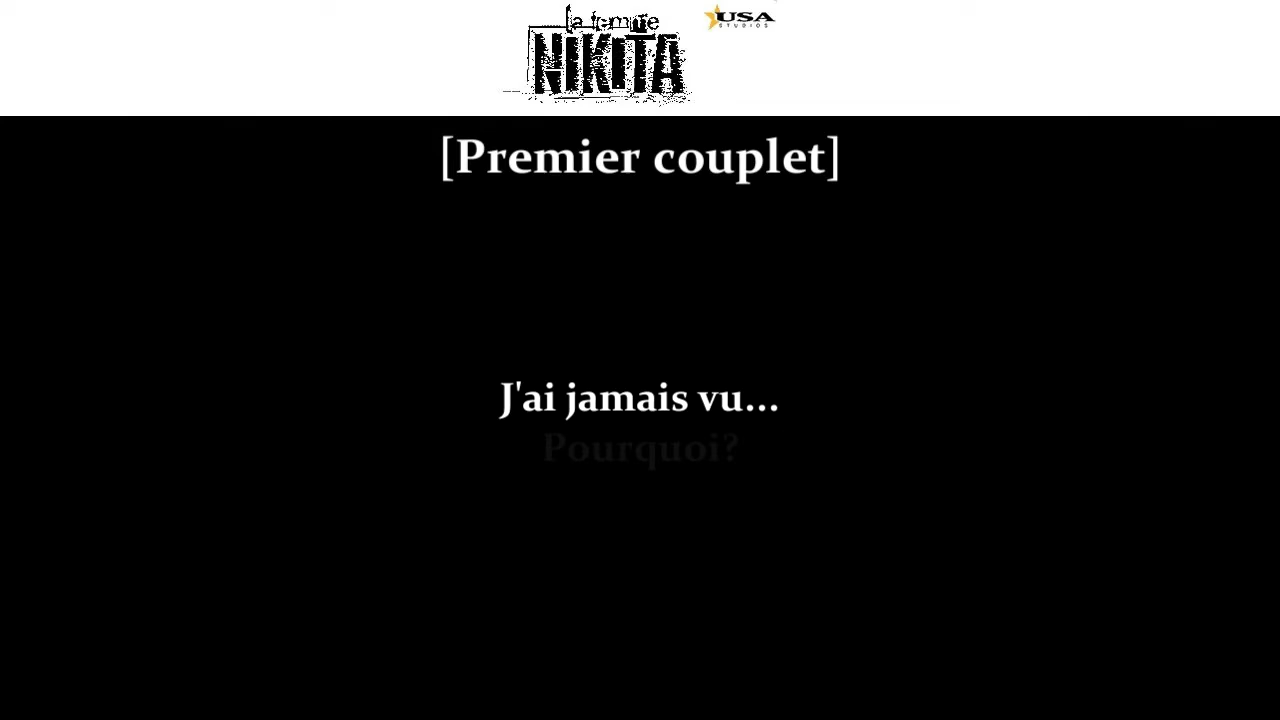 la femme
NIKITA
USA
STUDIOS
[Premier couplet]
J'ai jamais vu...
Pourquoi?